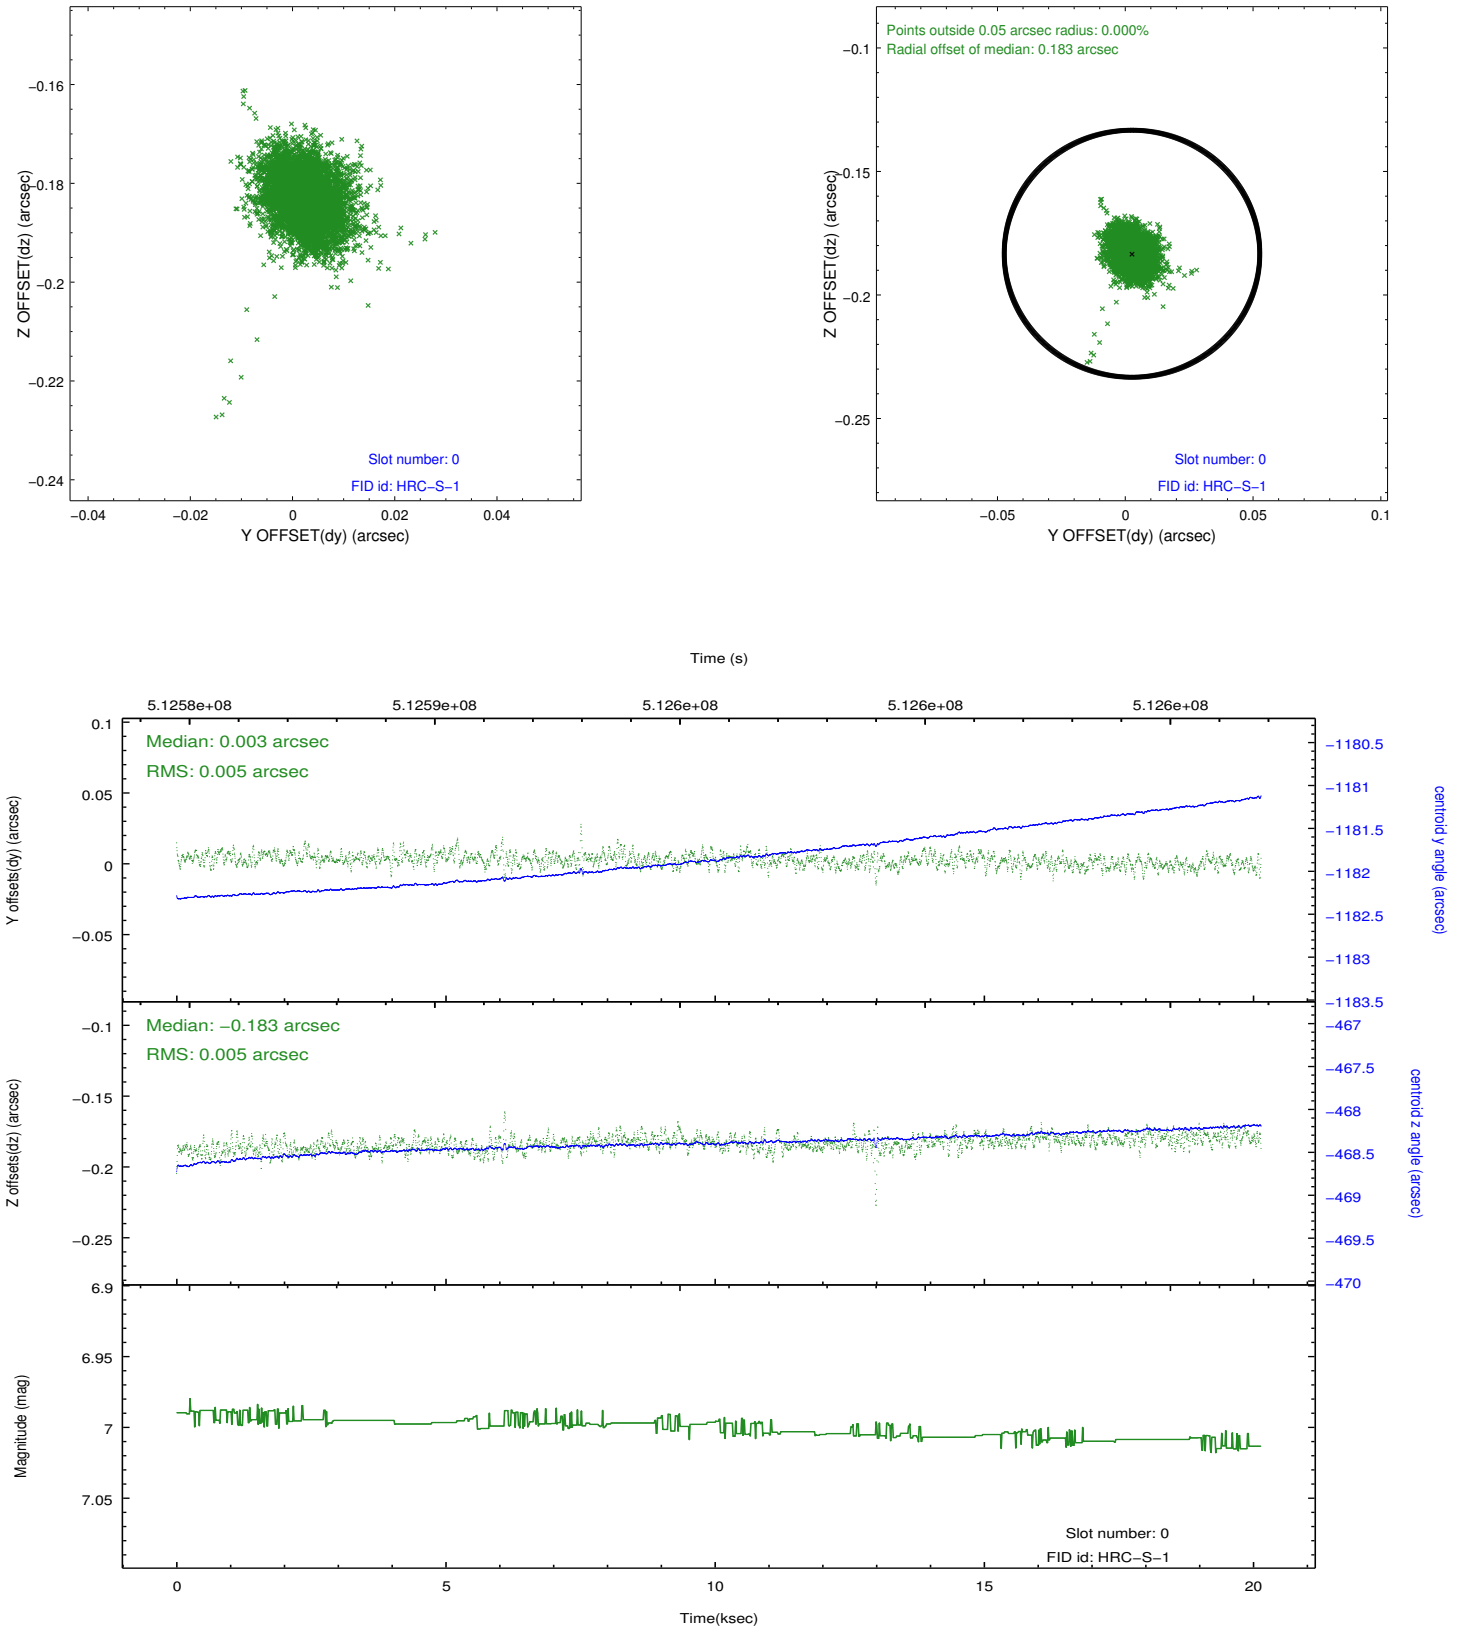 −0.16
−0.18
−0.2
−0.22
−0.24
Z OFFSET(dz) (arcsec)
Slot number: 0
FID id: HRC−S−1
−0.04 −0.02 0 0.02 0.04
Y OFFSET(dy) (arcsec)
Points outside 0.05 arcsec radius: 0.000%
Radial offset of median: 0.183 arcsec
−0.1
−0.15
−0.2
−0.25
Z OFFSET(dz) (arcsec)
Slot number: 0
FID id: HRC−S−1
−0.05 0 0.05 0.1
Y OFFSET(dy) (arcsec)
Time (s)
5.1258e+08 5.1259e+08 5.126e+08 5.126e+08 5.126e+08
Median: 0.003 arcsec
RMS: 0.005 arcsec
0.1
0.05
0
−0.05
Y offsets(dy) (arcsec)
−1180.5
−1181
−1181.5
−1182
−1182.5
−1183
−1183.5
centroid y angle (arcsec)
Median: −0.183 arcsec
RMS: 0.005 arcsec
−0.1
−0.15
−0.2
−0.25
Z offsets(dz) (arcsec)
−467
−467.5
−468
−468.5
−469
−469.5
−470
centroid z angle (arcsec)
6.9
6.95
7
7.05
Magnitude (mag)
Slot number: 0
FID id: HRC−S−1
0 5 10 15 20
Time(ksec)